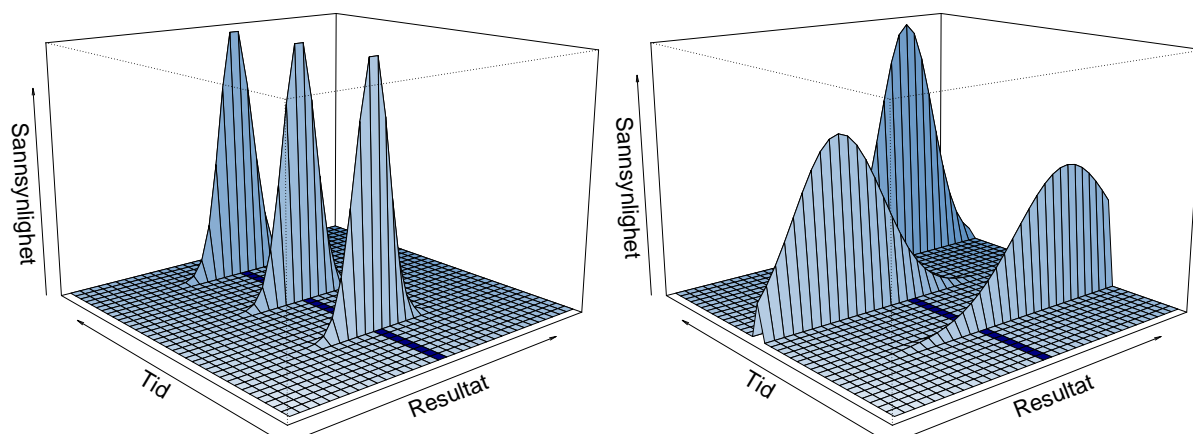 Sannsynlighet
Tid
Resultat
Sannsynlighet
Tid
Resultat